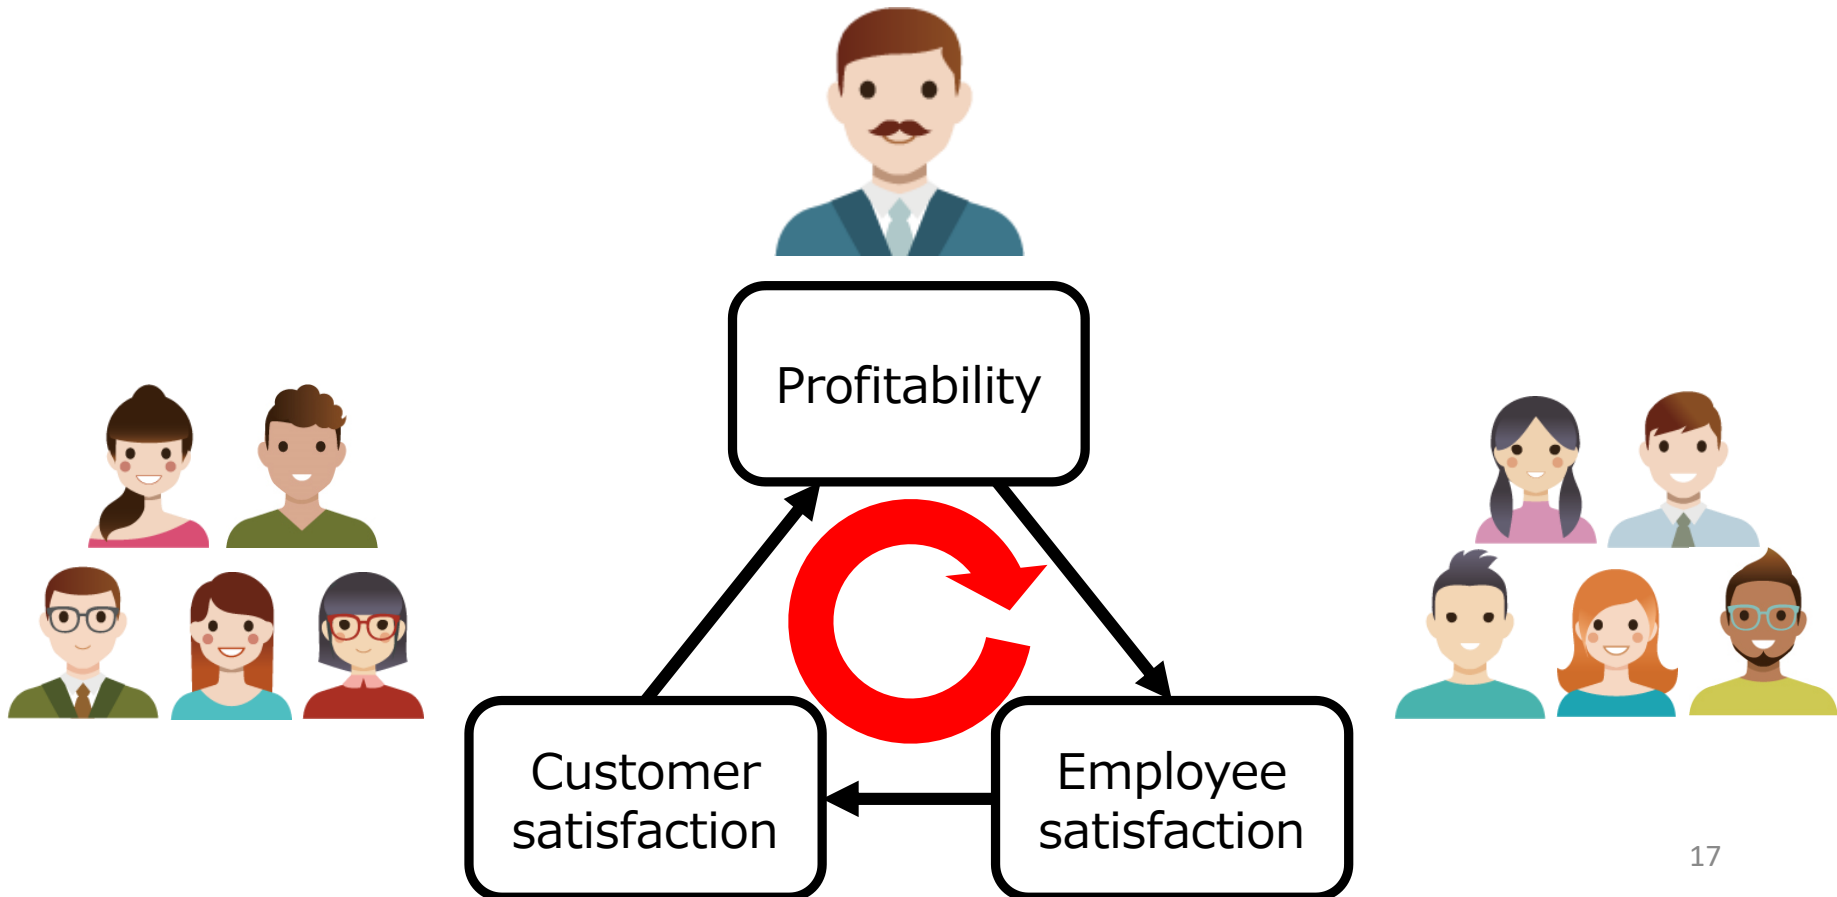 Profitability
Customer
satisfaction
Employee
satisfaction
17